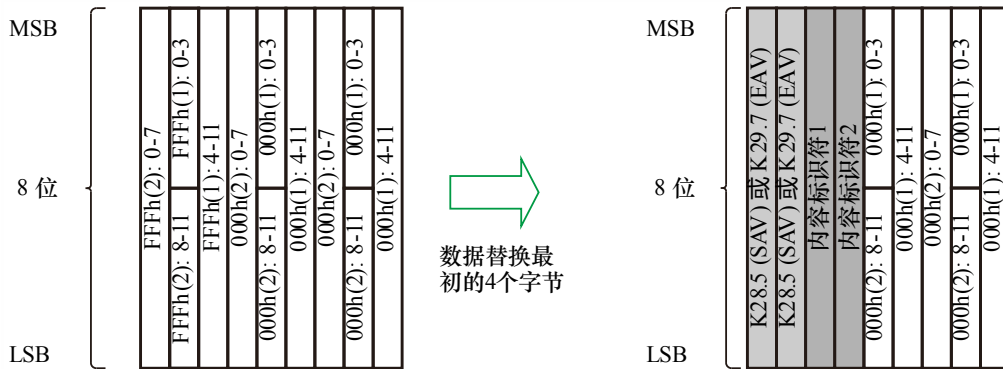 MSB
8 位
LSB
FFFh(2): 0-7
FFFh(1): 0-3
FFFh(2): 8-11
FFFh(1): 4-11
000h(2): 0-7
000h(1): 0-3
000h(2): 8-11
000h(1): 4-11
000h(2): 0-7
000h(1): 0-3
000h(2): 8-11
000h(1): 4-11
数据替换最
初的4个字节
MSB
8 位
LSB
K28.5 (SAV) 或 K29.7 (EAV)
K28.5 (SAV) 或 K29.7 (EAV)
内容标识符1
内容标识符2
000h(1): 0-3
000h(2): 8-11
000h(1): 4-11
000h(2): 0-7
000h(1): 0-3
000h(2): 8-11
000h(1): 4-11